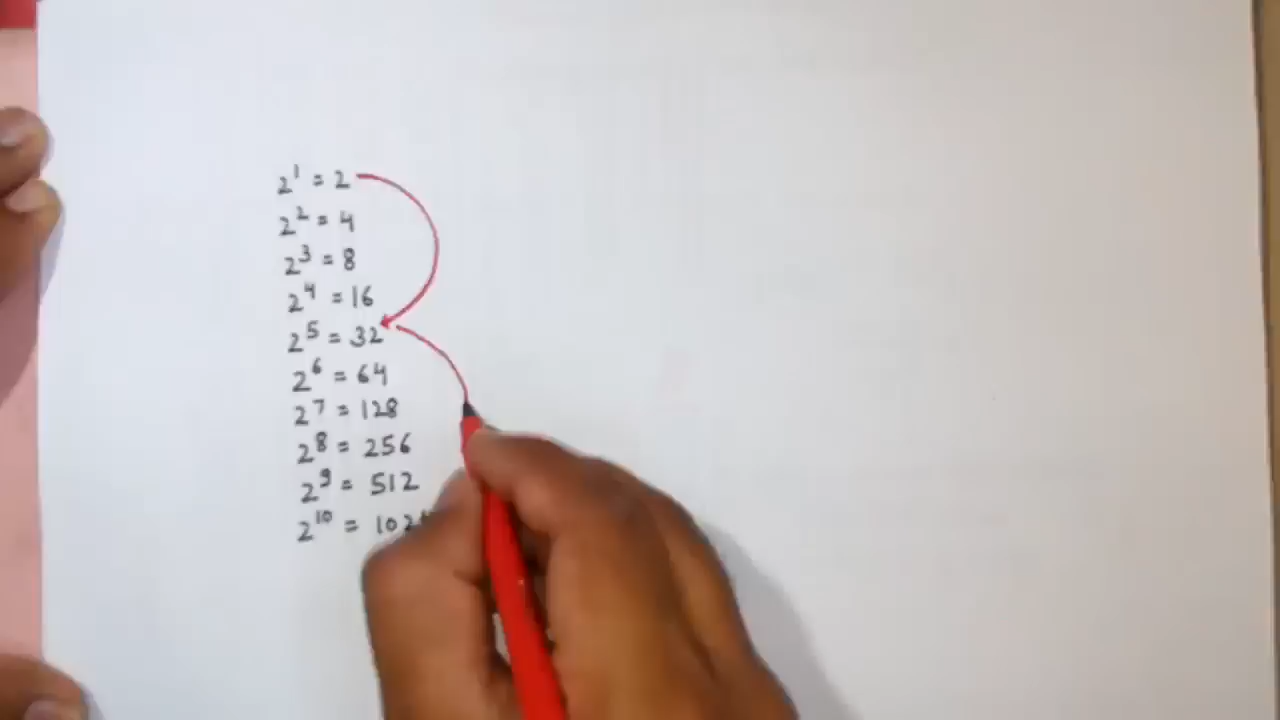 2¹ = 2
2² = 4
2³ = 8
2⁴ = 16
2⁵ = 32
2⁶ = 64
2⁷ = 128
2⁸ = 256
2⁹ = 512
2¹⁰ = 1024